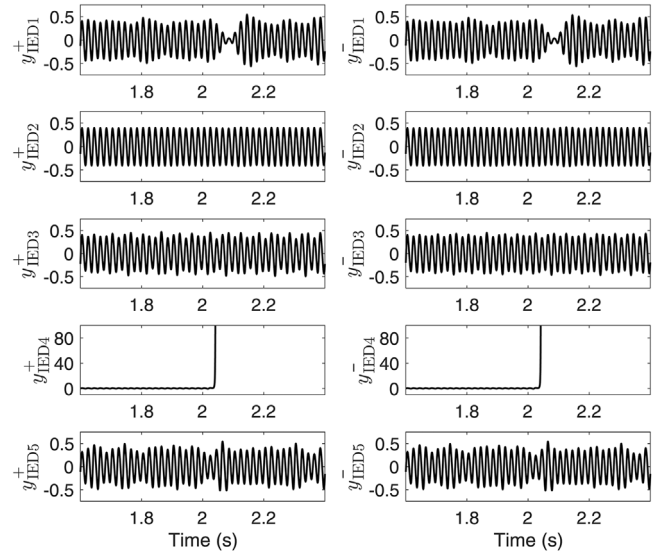 y+IED1 0.5 0 -0.5 1.8 2 2.2
y−IED1 0.5 0 -0.5 1.8 2 2.2
y+IED2 0.5 0 -0.5 1.8 2 2.2
y−IED2 0.5 0 -0.5 1.8 2 2.2
y+IED3 0.5 0 -0.5 1.8 2 2.2
y−IED3 0.5 0 -0.5 1.8 2 2.2
y+IED4 80 40 0 1.8 2 2.2
y−IED4 80 40 0 1.8 2 2.2
y+IED5 0.5 0 -0.5 1.8 2 2.2
Time (s)
y−IED5 0.5 0 -0.5 1.8 2 2.2
Time (s)